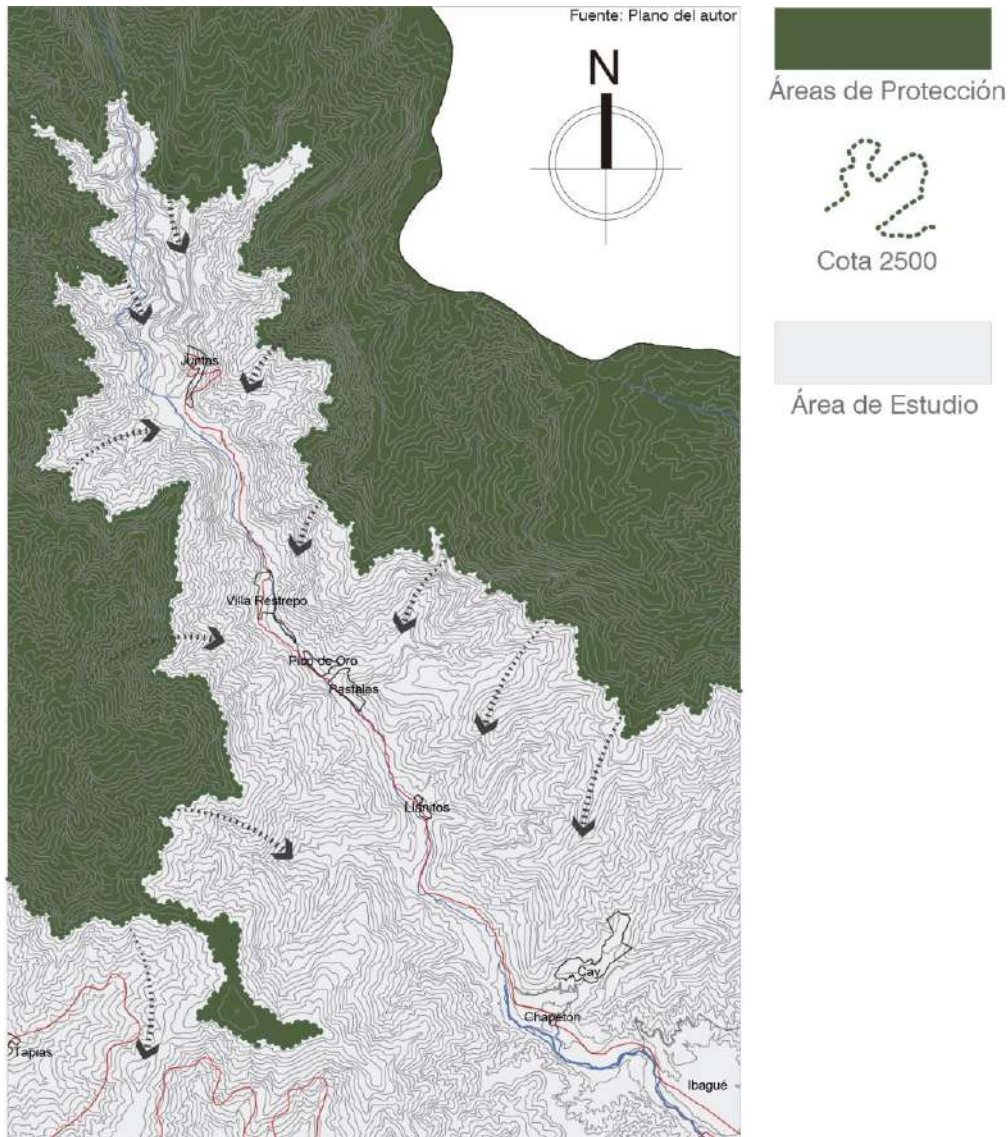 Fuente: Plano del autor
N
Áreas de Protección
Cota 2500
Área de Estudio
Juntas
Villa Restrepo
Pico de Oro
Pastales
Llanitos
Cay
Chapetón
Tapias
Ibagué